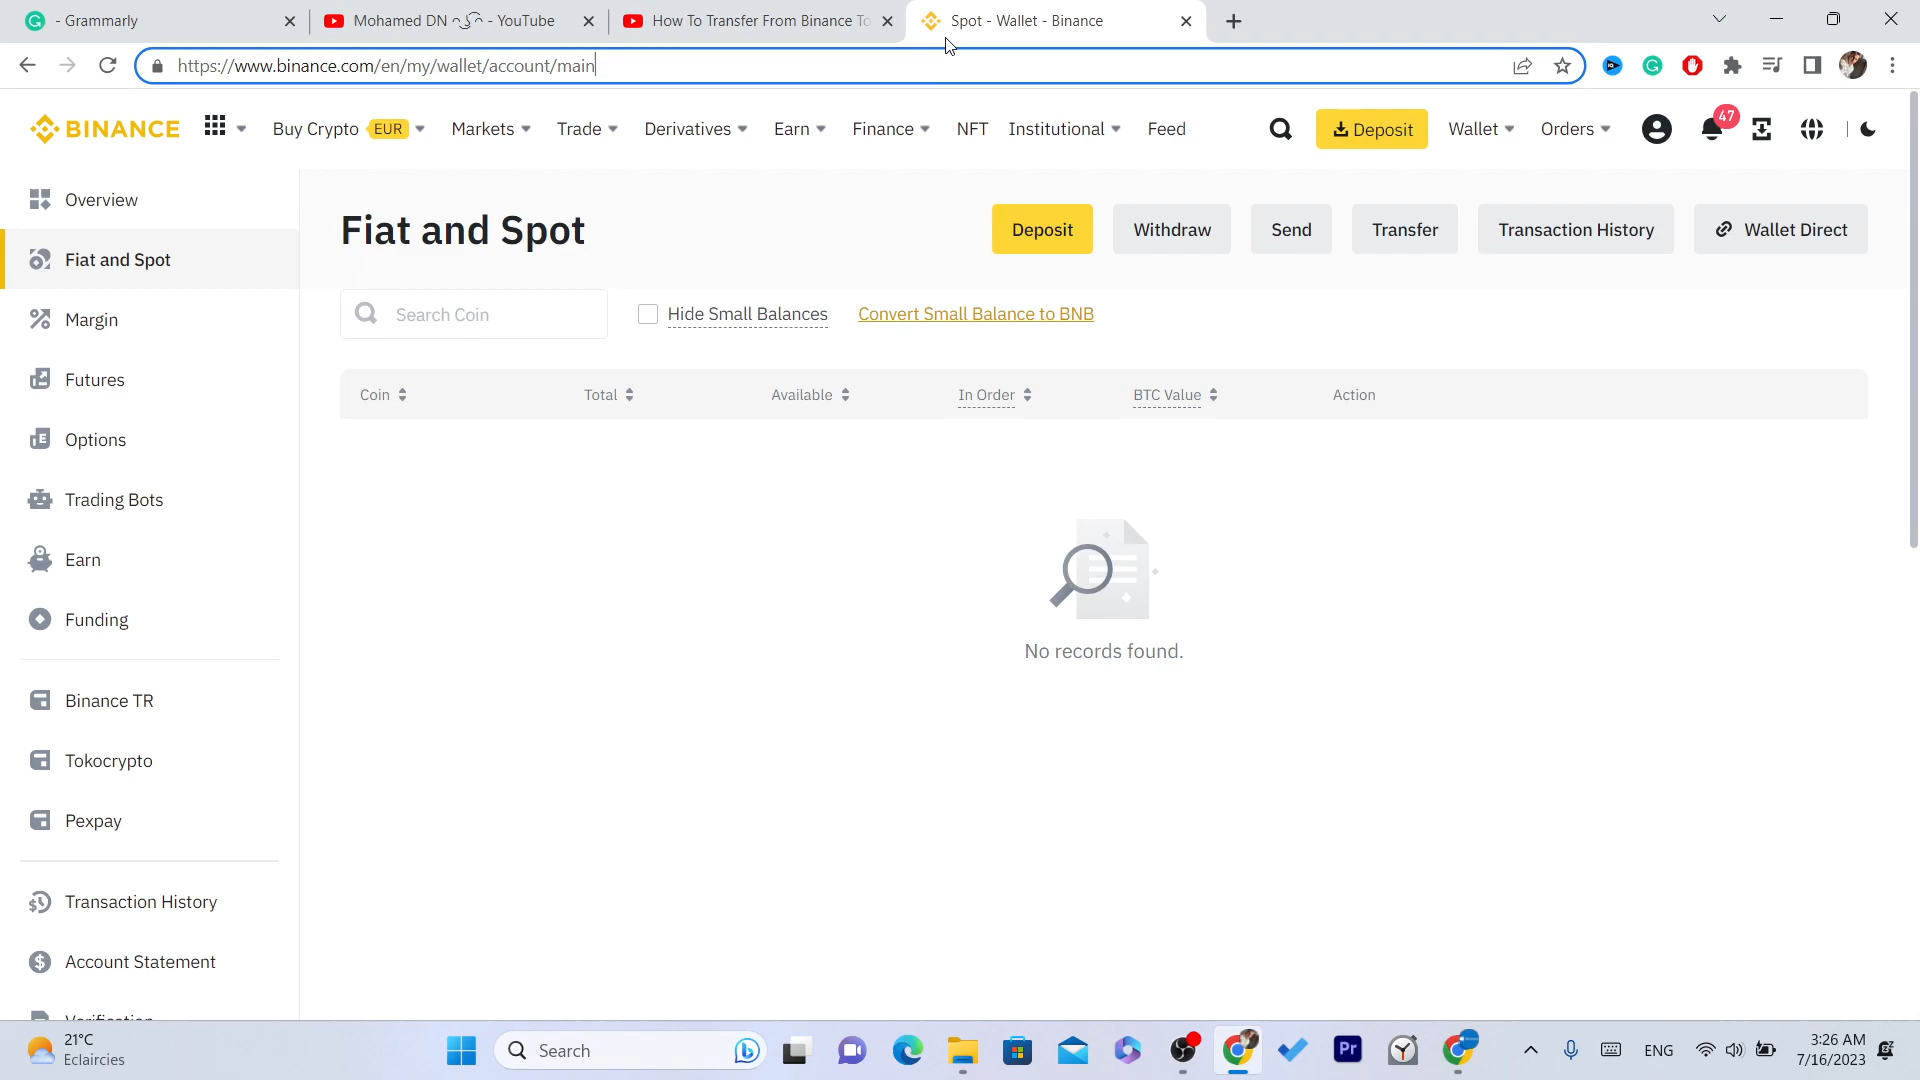 - Grammarly
Mohamed DN - YouTube
How To Transfer From Binance To
Spot - Wallet - Binance
https://www.binance.com/en/my/wallet/account/main
BINANCE
Buy Crypto EUR
Markets
Trade
Derivatives
Earn
Finance
NFT
Institutional
Feed
Deposit
Wallet
Orders
47
Overview
Fiat and Spot
Margin
Futures
Options
Trading Bots
Earn
Funding
Binance TR
Tokocrypto
Pexpay
Transaction History
Account Statement
Verification
Fiat and Spot
Deposit
Withdraw
Send
Transfer
Transaction History
Wallet Direct
Search Coin
Hide Small Balances
Convert Small Balance to BNB
Coin
Total
Available
In Order
BTC Value
Action
No records found.
21°C
Eclaircies
Search
Pr
ENG
3:26 AM
7/16/2023